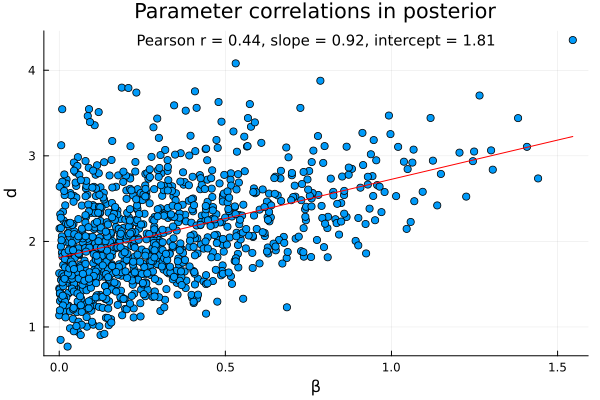 Parameter correlations in posterior
Pearson r = 0.44, slope = 0.92, intercept = 1.81
4
3
d
2
1
0.0 0.5 1.0 1.5
β